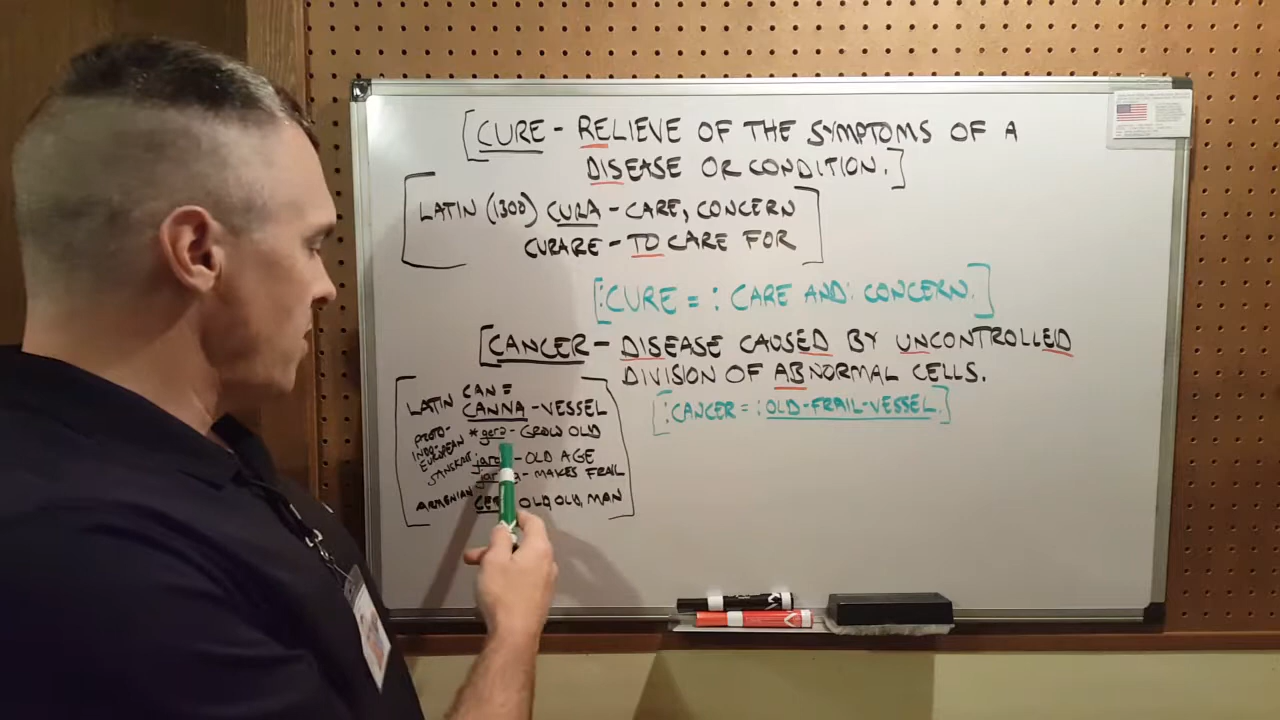 [CURE - RELIEVE OF THE SYMPTOMS OF A
DISEASE OR CONDITION.]
[LATIN (1300) CURA - CARE, CONCERN
CURARE - TO CARE FOR]
[:CURE = : CARE AND: CONCERN.]
[CANCER - DISEASE CAUSED BY UNCONTROLLED
DIVISION OF ABNORMAL CELLS.
[:CANCER = : OLD-FRAIL-VESSEL.]
[LATIN CAN =
CANNA - VESSEL
PROTO-INDO-EUROPEAN *gerə - GROW OLD
SANSKRIT - OLD AGE
- MAKES FRAIL
ARMENIAN OLD, OLD, MAN]